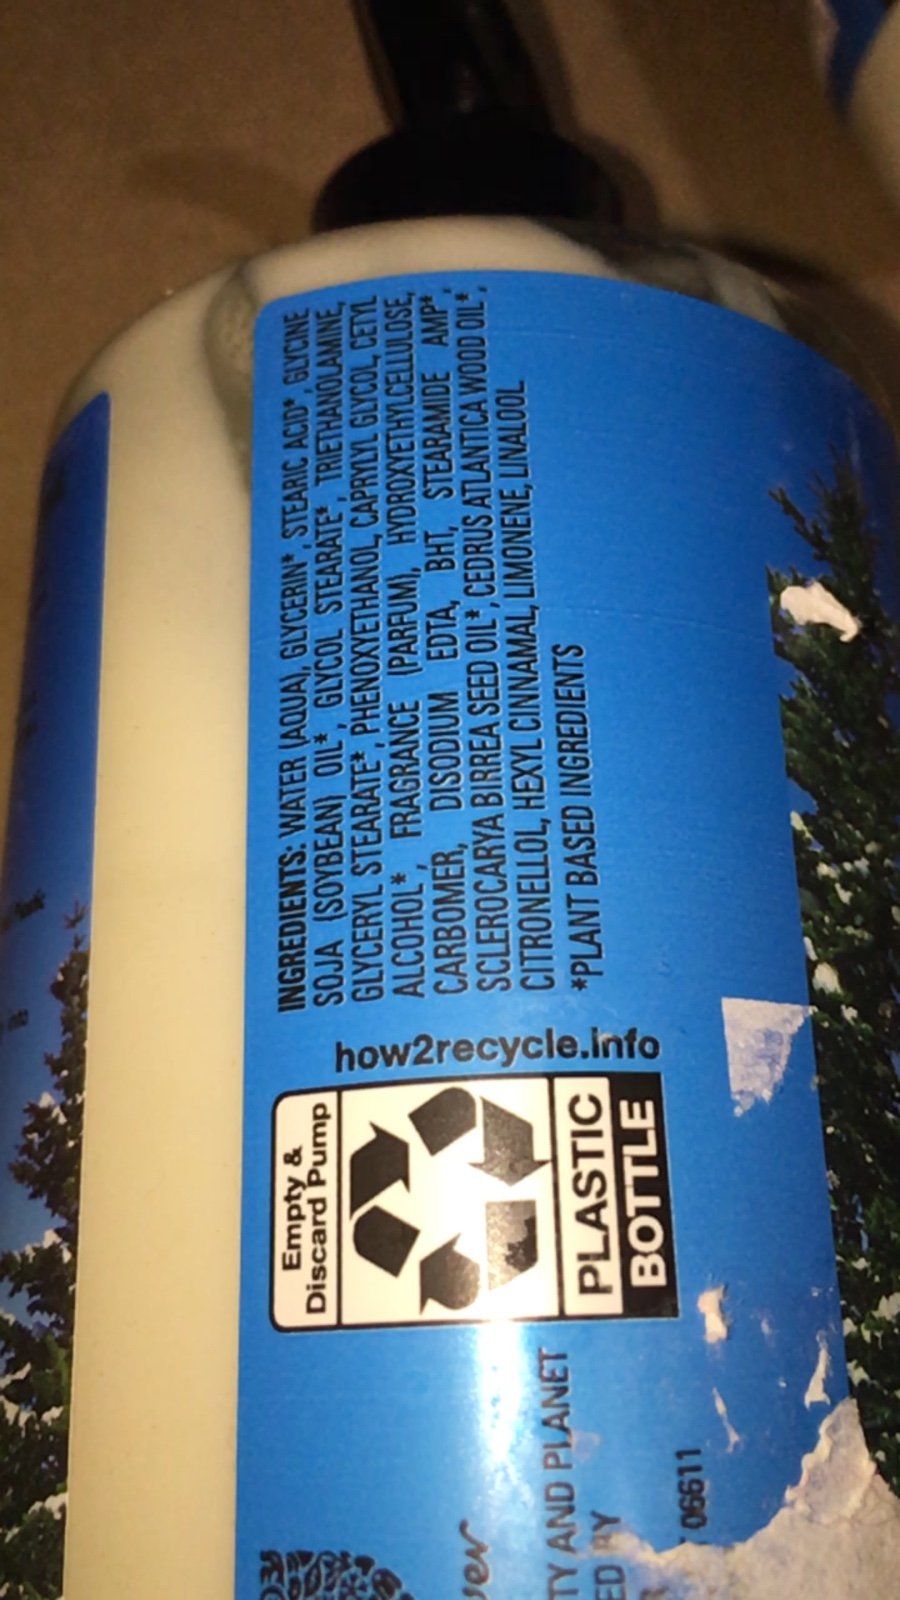 INGREDIENTS: WATER (AQUA), GLYCERIN*, STEARIC ACID*, GLYCINE
SOJA (SOYBEAN) OIL*, GLYCOL STEARATE*, TRIETHANOLAMINE,
GLYCERYL STEARATE*, PHENOXYETHANOL, CAPRYLYL GLYCOL, CETYL
ALCOHOL*, FRAGRANCE (PARFUM), HYDROXYETHYLCELLULOSE,
CARBOMER, DISODIUM EDTA, BHT, STEARAMIDE AMP*,
SCLEROCARYA BIRREA SEED OIL*, CEDRUS ATLANTICA WOOD OIL*,
CITRONELLOL, HEXYL CINNAMAL, LIMONENE, LINALOOL
*PLANT BASED INGREDIENTS
how2recycle.info
Empty &
Discard Pump
PLASTIC
BOTTLE
TY AND PLANET
ED BY
06611